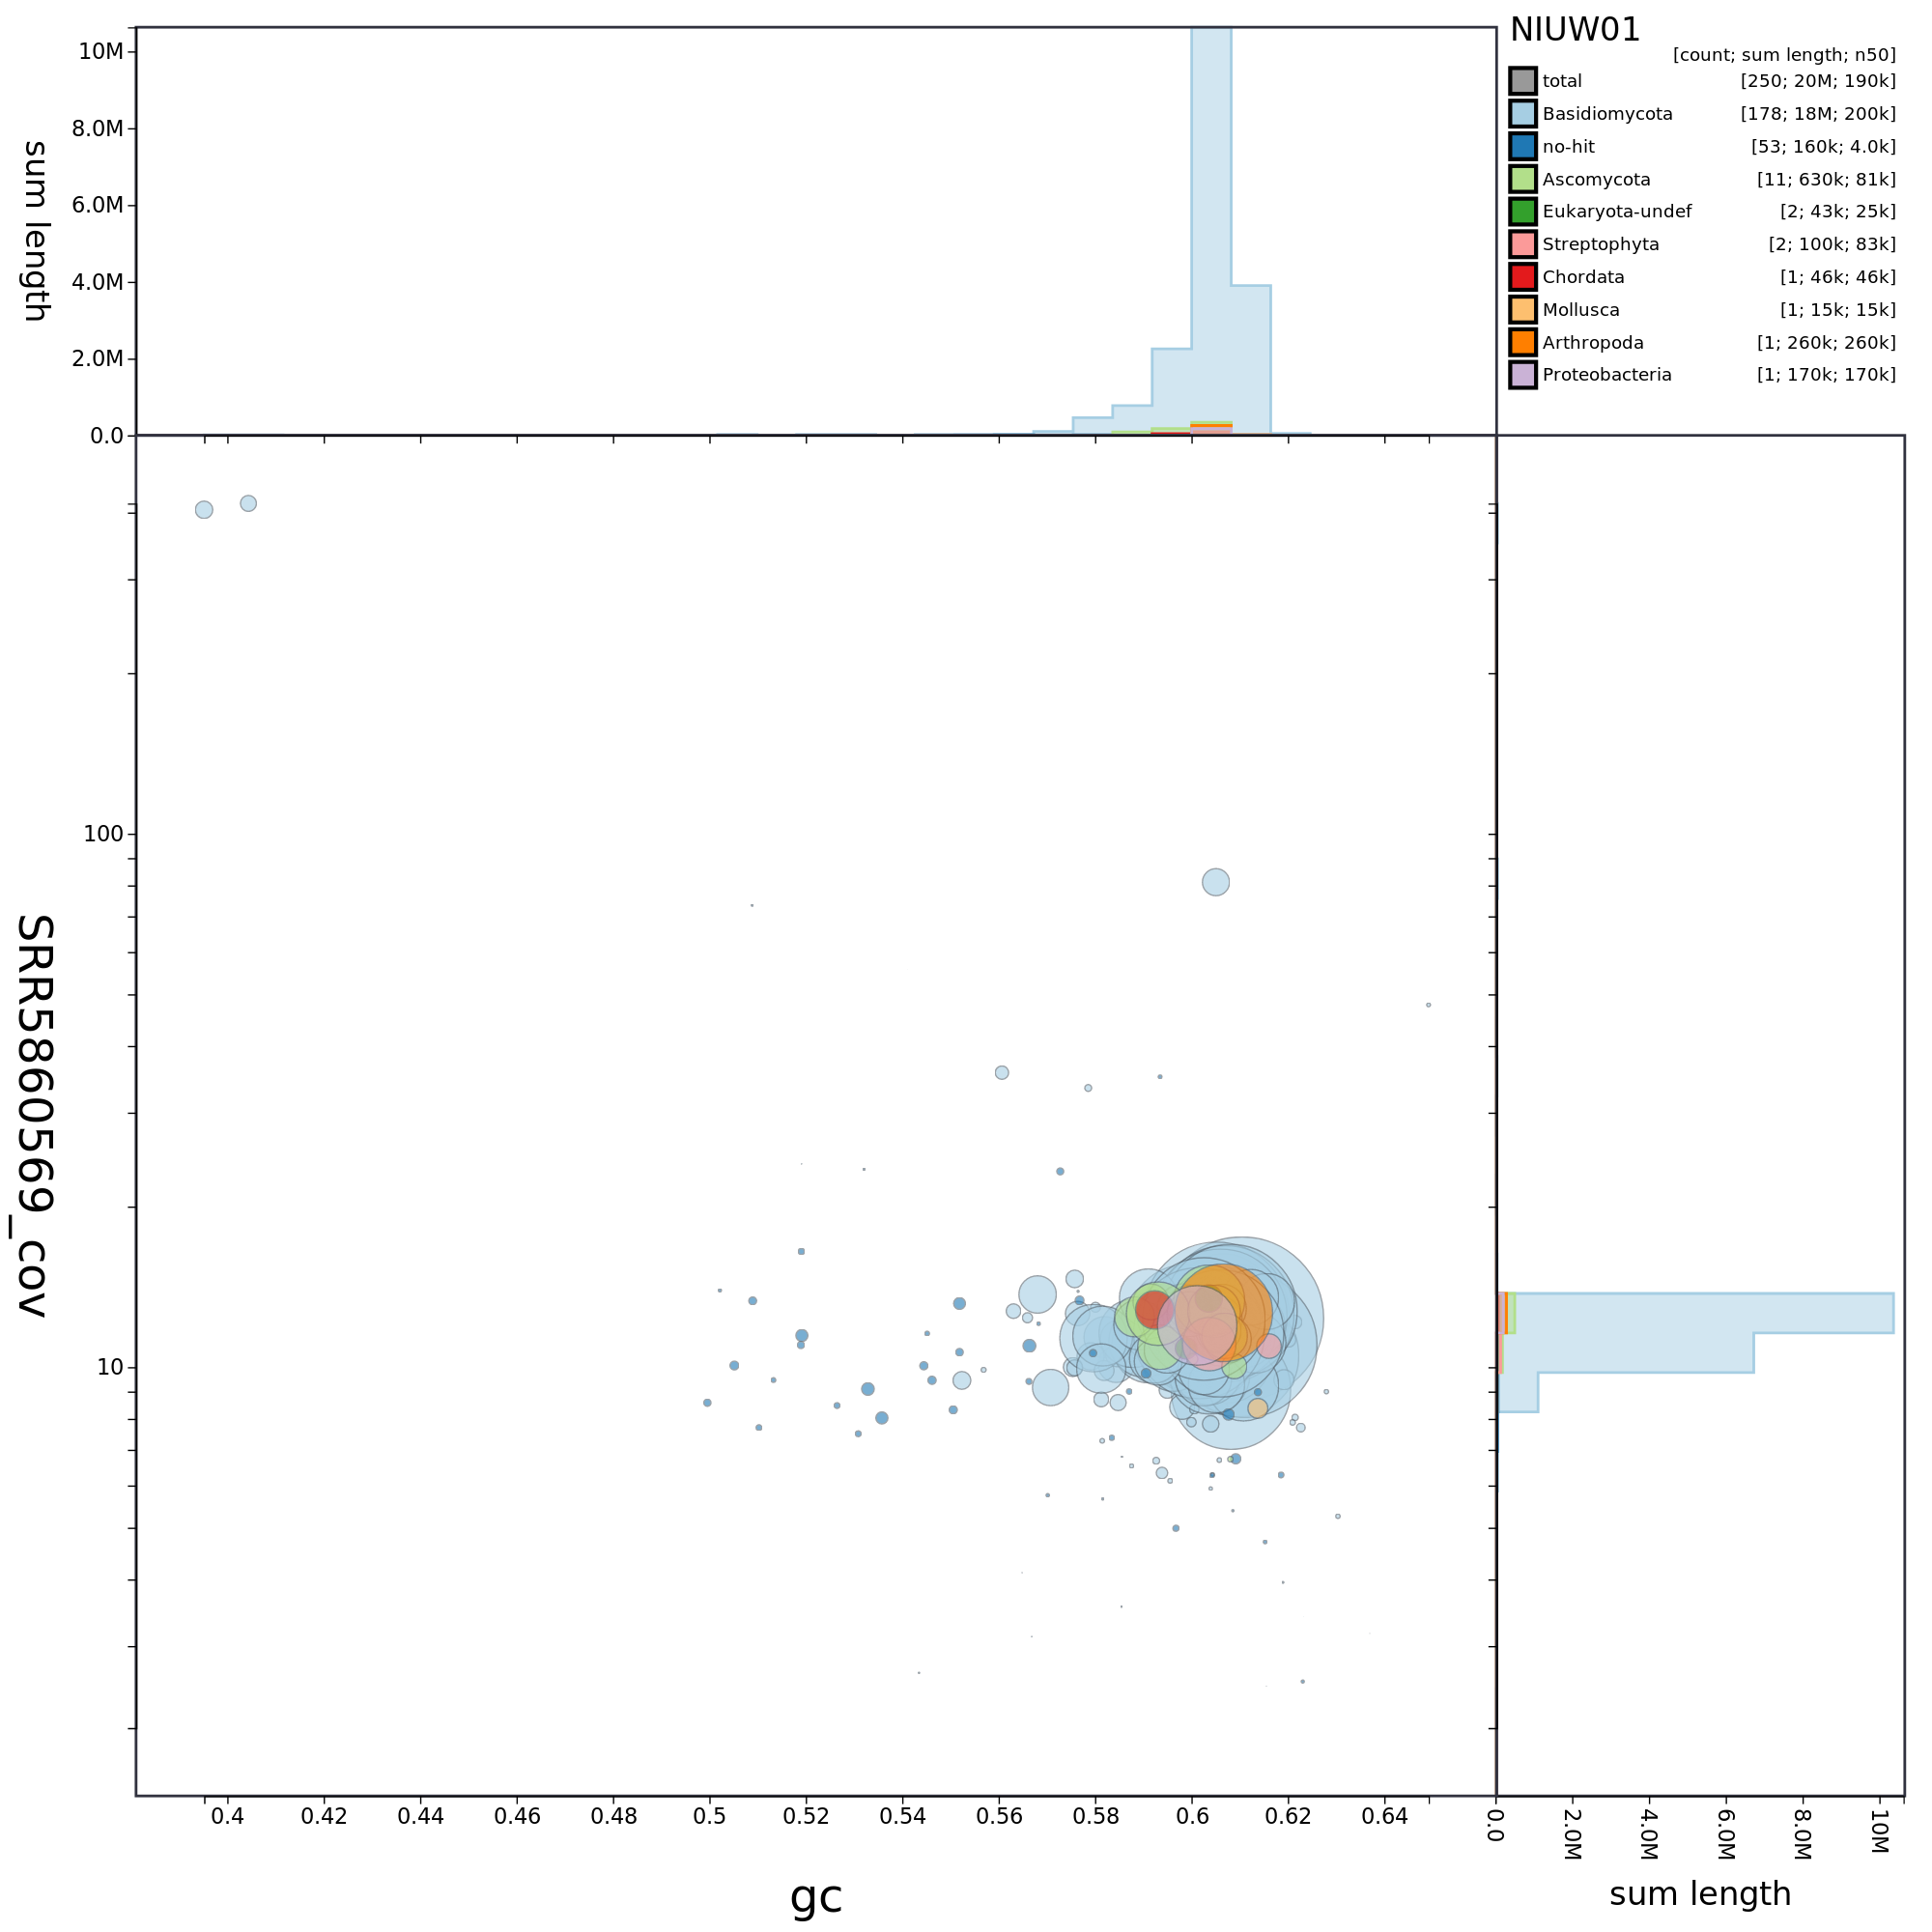 NIUW01
[count; sum length; n50]
total [250; 20M; 190k]
Basidiomycota [178; 18M; 200k]
no-hit [53; 160k; 4.0k]
Ascomycota [11; 630k; 81k]
Eukaryota-undef [2; 43k; 25k]
Streptophyta [2; 100k; 83k]
Chordata [1; 46k; 46k]
Mollusca [1; 15k; 15k]
Arthropoda [1; 260k; 260k]
Proteobacteria [1; 170k; 170k]
10M
8.0M
6.0M
4.0M
2.0M
0.0
sum length
100
10
SRR5860569_cov
0.4 0.42 0.44 0.46 0.48 0.5 0.52 0.54 0.56 0.58 0.6 0.62 0.64
gc
0.0 2.0M 4.0M 6.0M 8.0M 10M
sum length